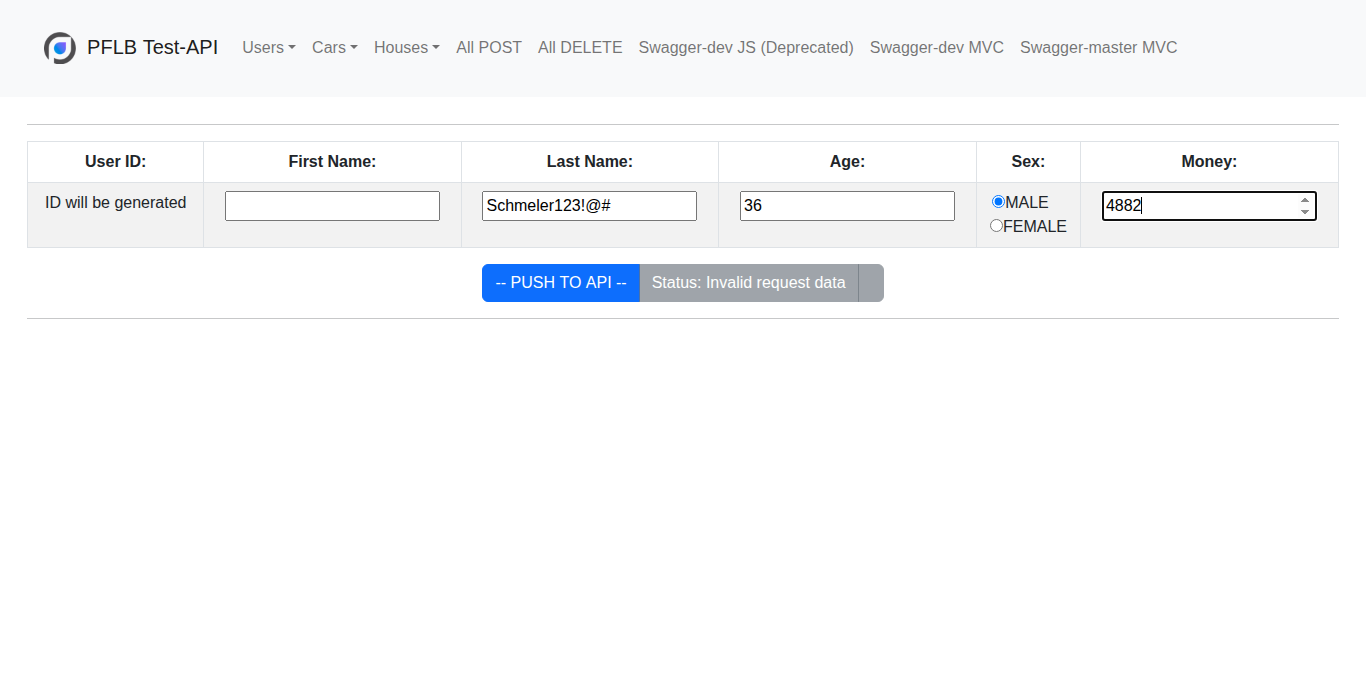 PFLB Test-API Users Cars Houses All POST All DELETE Swagger-dev JS (Deprecated) Swagger-dev MVC Swagger-master MVC
User ID: First Name: Last Name: Age: Sex: Money:
ID will be generated Schmeler123!@# 36 MALE 4882
FEMALE
-- PUSH TO API -- Status: Invalid request data